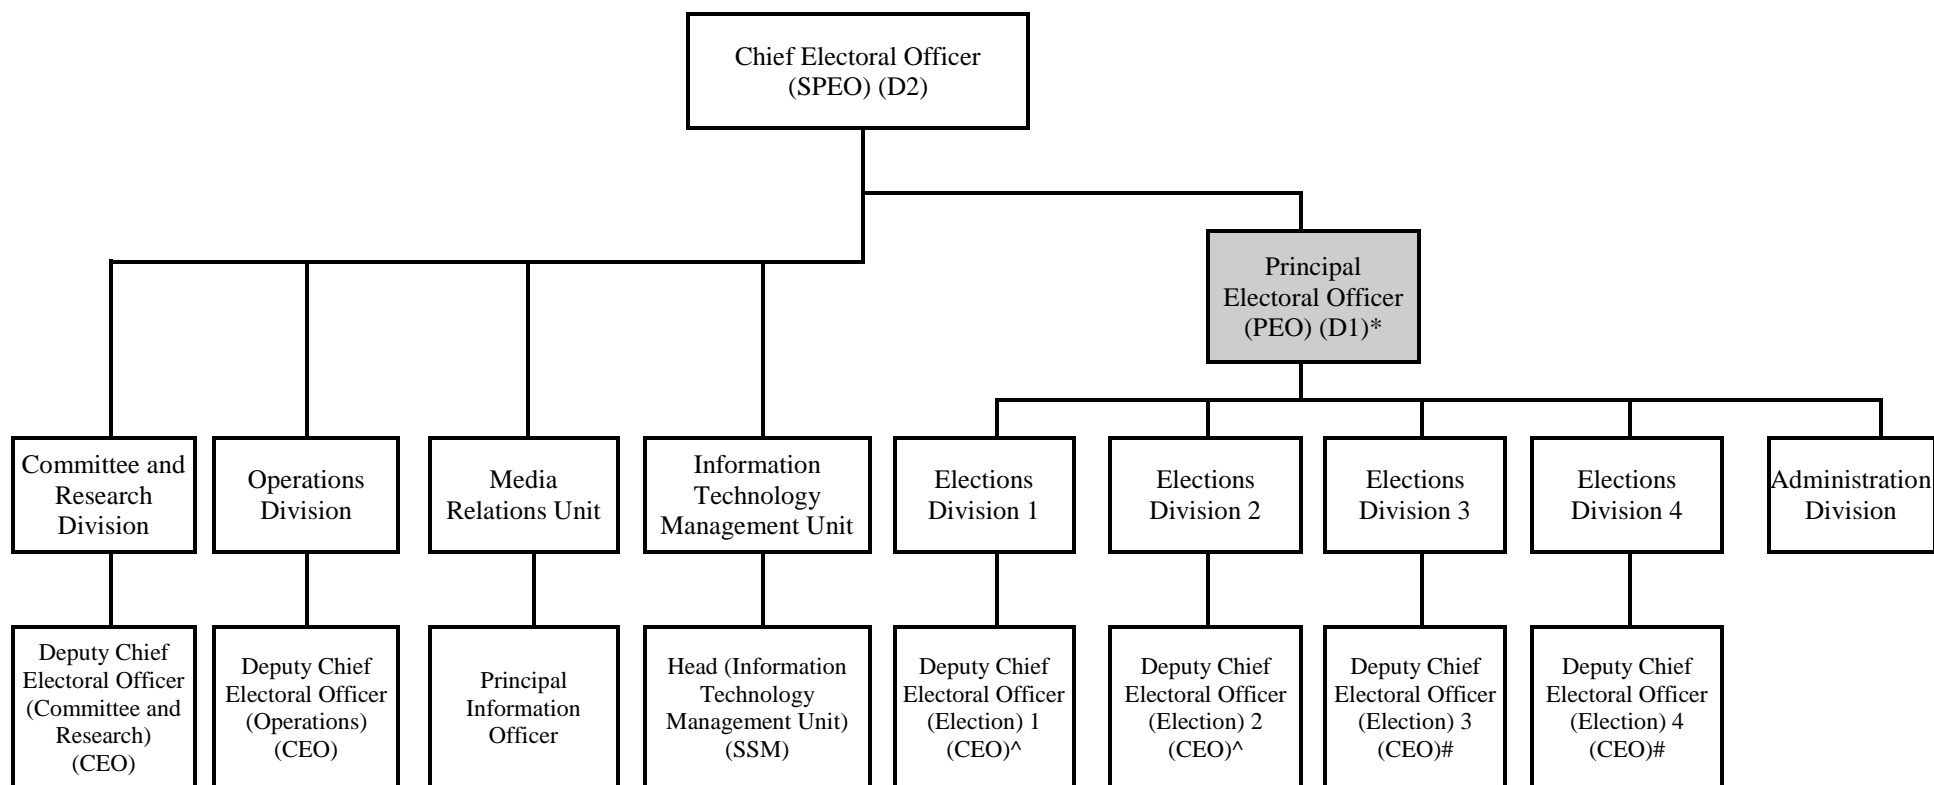 Chief Electoral Officer
(SPEO) (D2)
Principal
Electoral Officer
(PEO) (D1)*
Committee and
Research
Division
Operations
Division
Media
Relations Unit
Information
Technology
Management Unit
Elections
Division 1
Elections
Division 2
Elections
Division 3
Elections
Division 4
Administration
Division
Deputy Chief
Electoral Officer
(Committee and
Research)
(CEO)
Deputy Chief
Electoral Officer
(Operations)
(CEO)
Principal
Information
Officer
Head (Information
Technology
Management Unit)
(SSM)
Deputy Chief
Electoral Officer
(Election) 1
(CEO)^
Deputy Chief
Electoral Officer
(Election) 2
(CEO)^
Deputy Chief
Electoral Officer
(Election) 3
(CEO)#
Deputy Chief
Electoral Officer
(Election) 4
(CEO)#